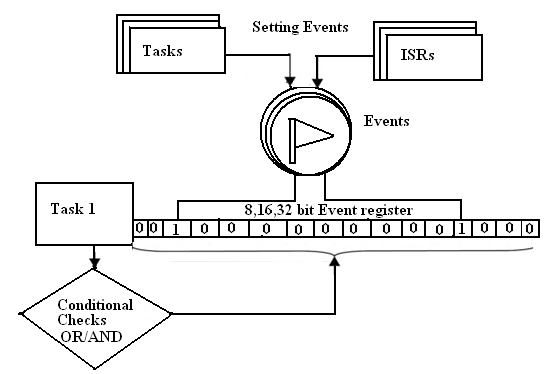 Setting Events
Tasks
ISRs
Events
Task 1
8,16,32 bit Event register
0 0 1 0 0 0 0 0 0 0 0 0 1 0 0 0
Conditional
Checks
OR/AND